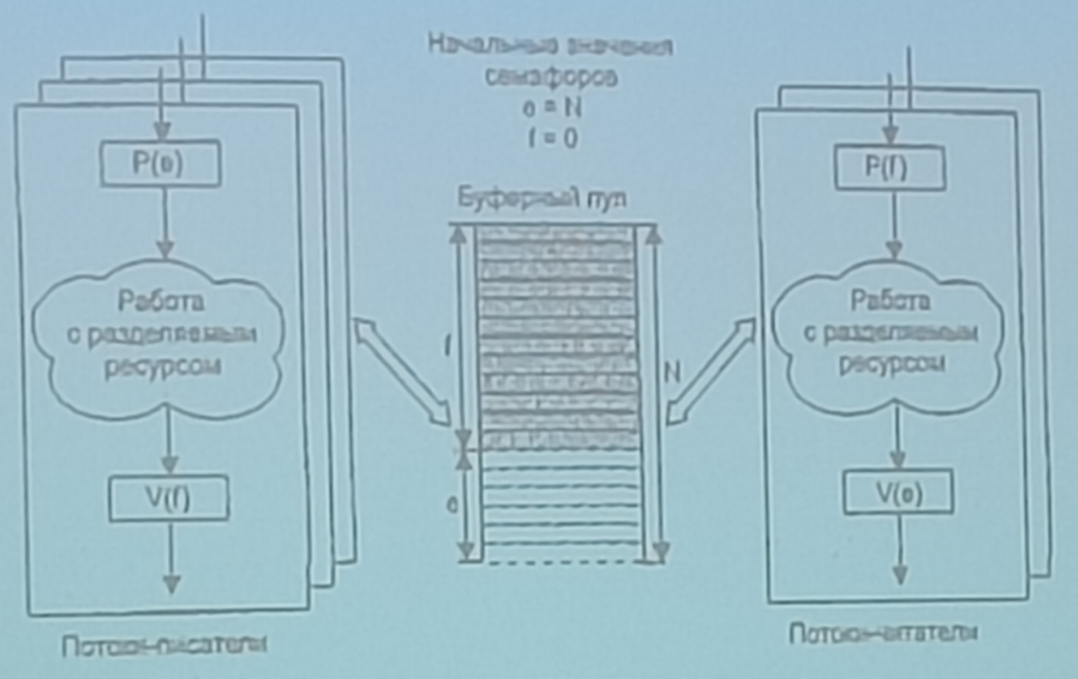 Начальные значения
семафоров
e = N
f = 0
P(e)
P(f)
Буферный пул
Работа
с разделяемым
ресурсом
Работа
с разделяемым
ресурсом
f
N
e
V(f)
V(e)
Потоки-писатели
Потоки-читатели